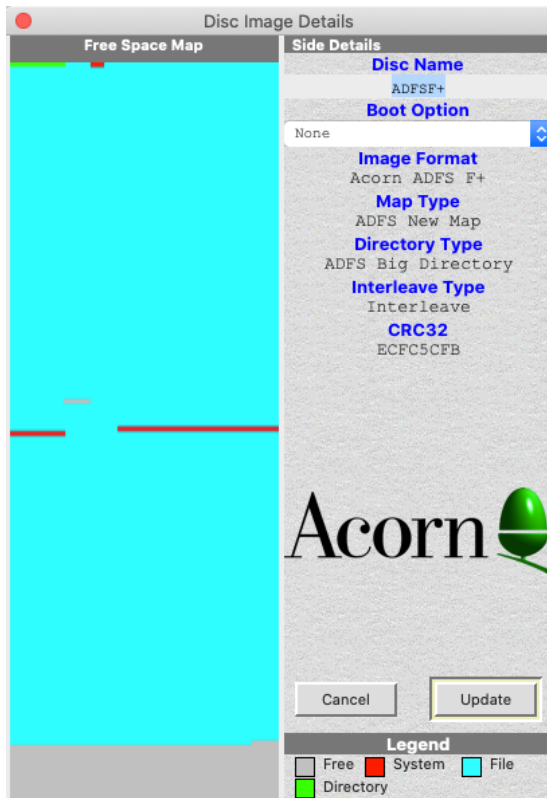 Disc Image Details
Free Space Map
Side Details
Disc Name
ADFSF+
Boot Option
None
Image Format
Acorn ADFS F+
Map Type
ADFS New Map
Directory Type
ADFS Big Directory
Interleave Type
Interleave
CRC32
ECFC5CFB
Acorn
Cancel Update
Legend
Free System File
Directory